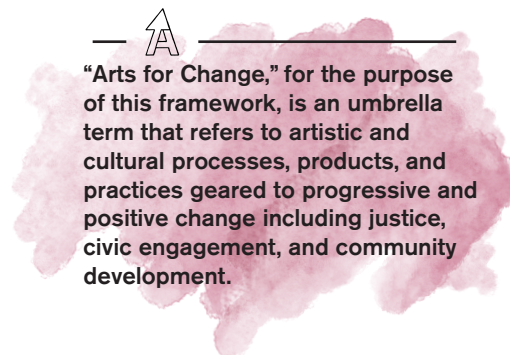 “Arts for Change,” for the purpose
of this framework, is an umbrella
term that refers to artistic and
cultural processes, products, and
practices geared to progressive and
positive change including justice,
civic engagement, and community
development.